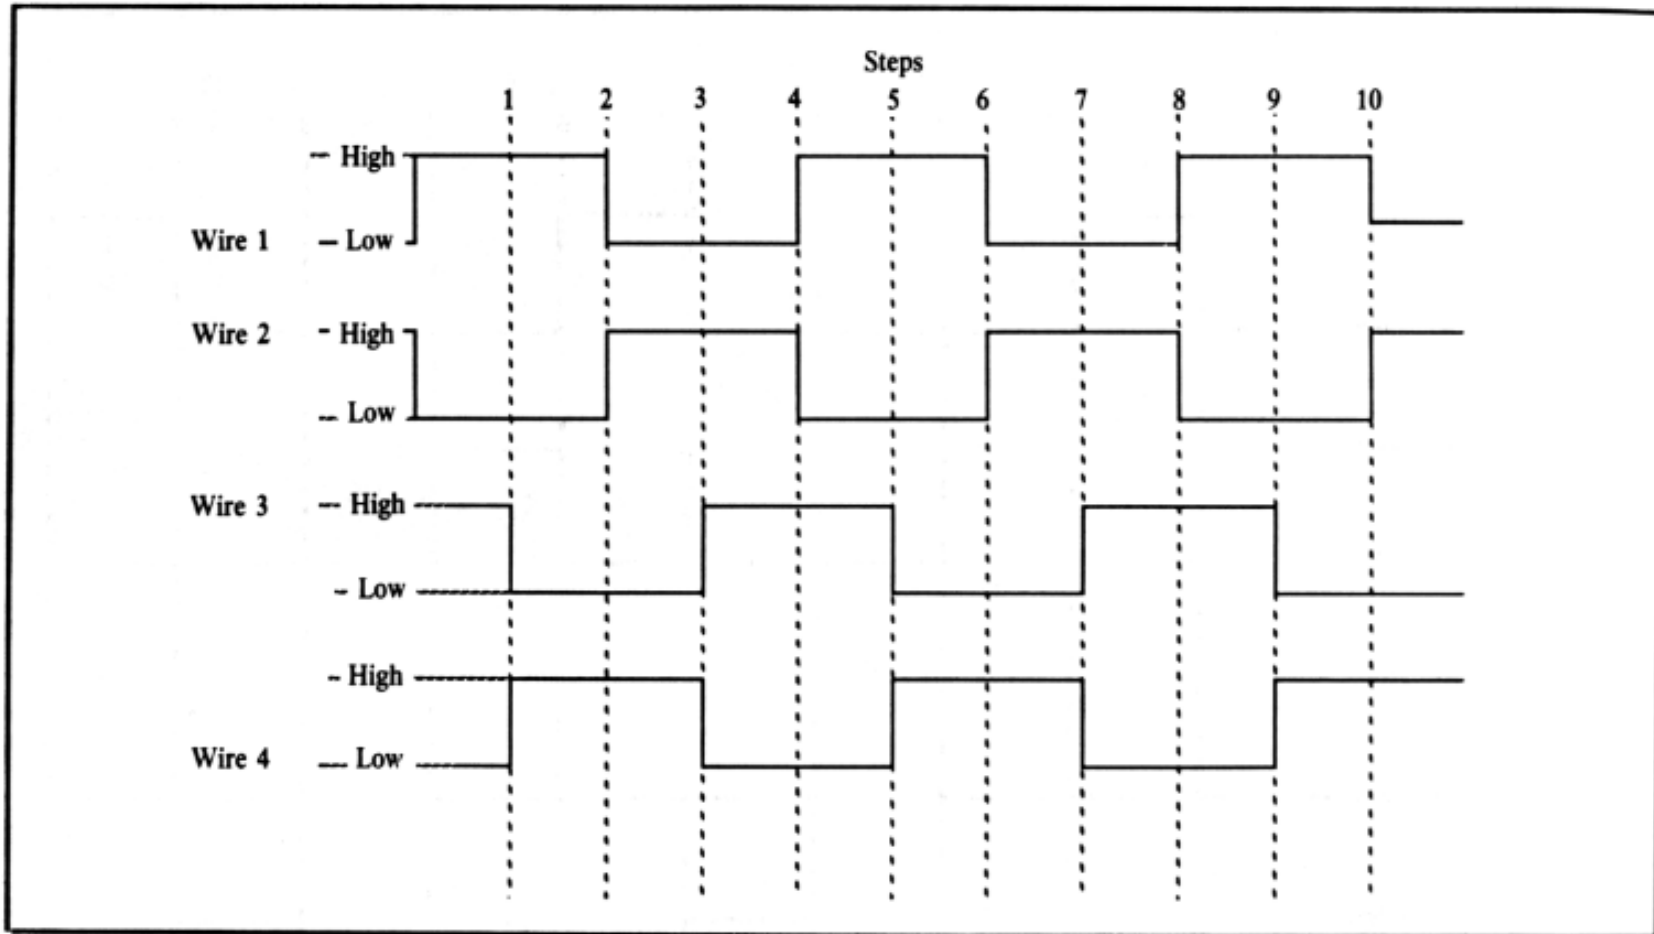 Steps
1 2 3 4 5 6 7 8 9 10
High
Wire 1 Low
Wire 2 High
Low
Wire 3 High
Low
High
Wire 4 Low